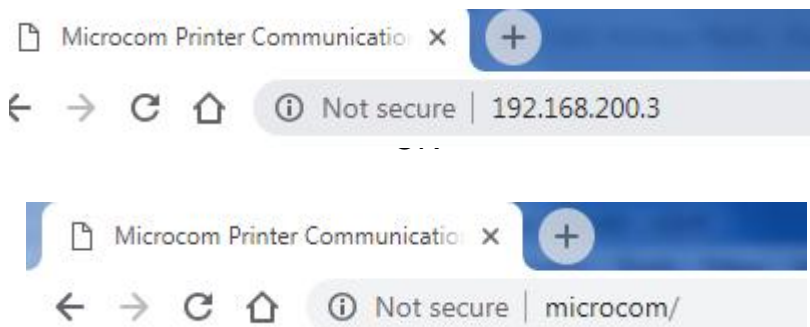 Microcom Printer Communicatio
Not secure | 192.168.200.3
Microcom Printer Communicatio
Not secure | microcom/